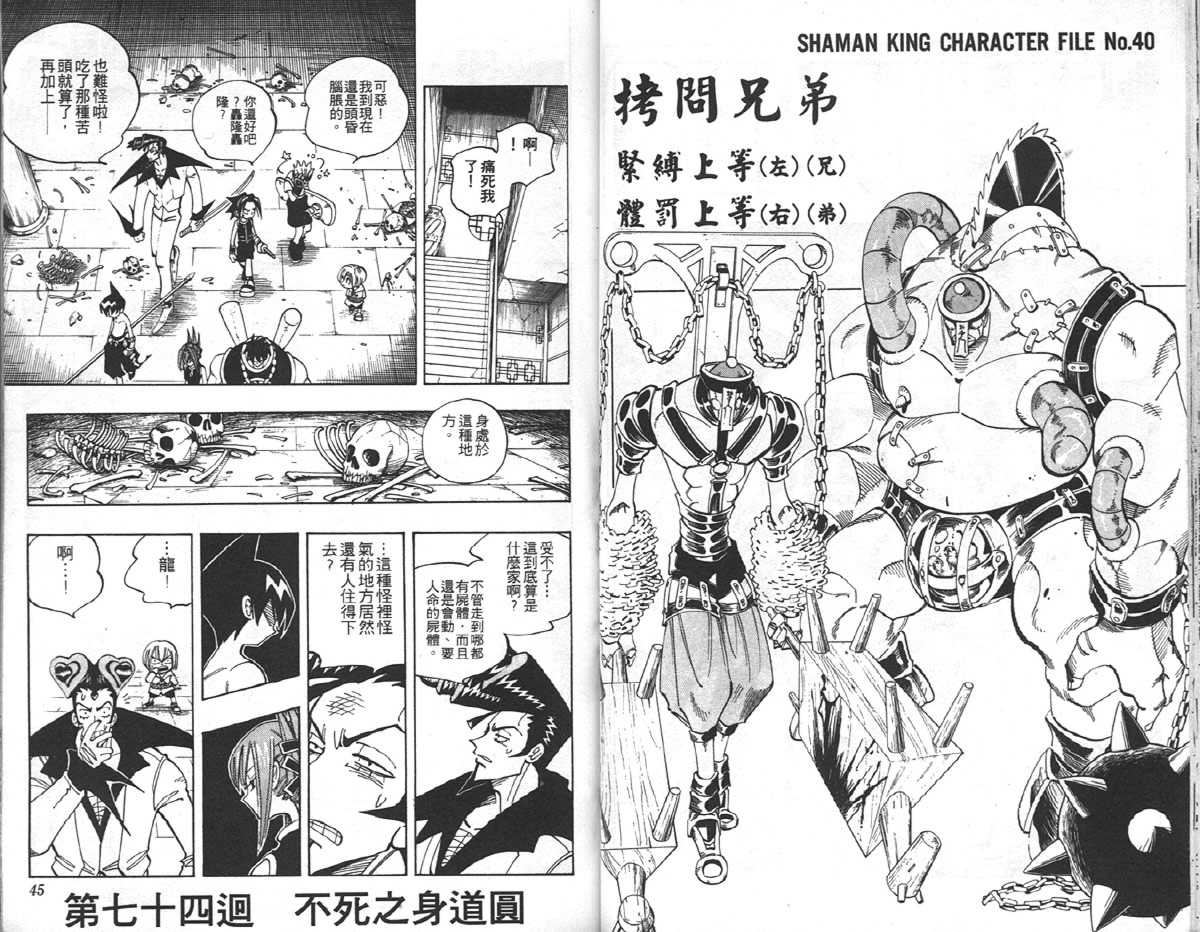 SHAMAN KING CHARACTER FILE No.40
拷問兄弟
緊縛上等(左)(兄)
體罰上等(右)(弟)
！啊…
痛死我
了！
可惡！
我到現在
還是頭昏
腦脹的。
你還好吧
？轟隆轟
隆？
也難怪啦！
吃了那種苦
頭就算了，
再加上
——
身處於
這種地
方。
受不了…
這到底算是
什麼家啊？
不管走到哪都
有屍體，而且
還是會動、要
人命的屍體。
…這種怪裡怪
氣的地方居然
還有人住得下
去？
…龍！
啊…！
45
第七十四迴　不死之身道圓